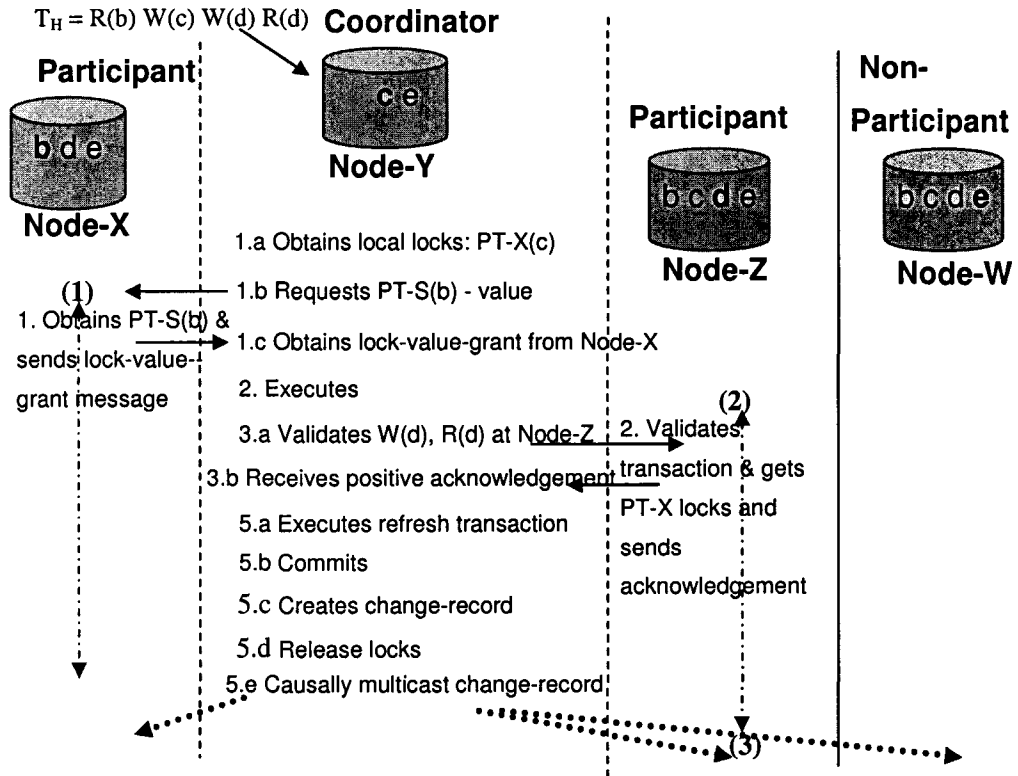 T_H = R(b) W(c) W(d) R(d)
Coordinator
c e
Node-Y
Participant
b d e
Node-X
Participant
b c d e
Node-Z
Non-
Participant
b c d e
Node-W
1.a Obtains local locks: PT-X(c)
1.b Requests PT-S(b) - value
1.c Obtains lock-value-grant from Node-X
2. Executes
3.a Validates W(d), R(d) at Node-Z
3.b Receives positive acknowledgement
5.a Executes refresh transaction
5.b Commits
5.c Creates change-record
5.d Release locks
5.e Causally multicast change-record
(1)
1. Obtains PT-S(b) &
sends lock-value-
grant message
(2)
2. Validates
transaction & gets
PT-X locks and
sends
acknowledgement
(3)